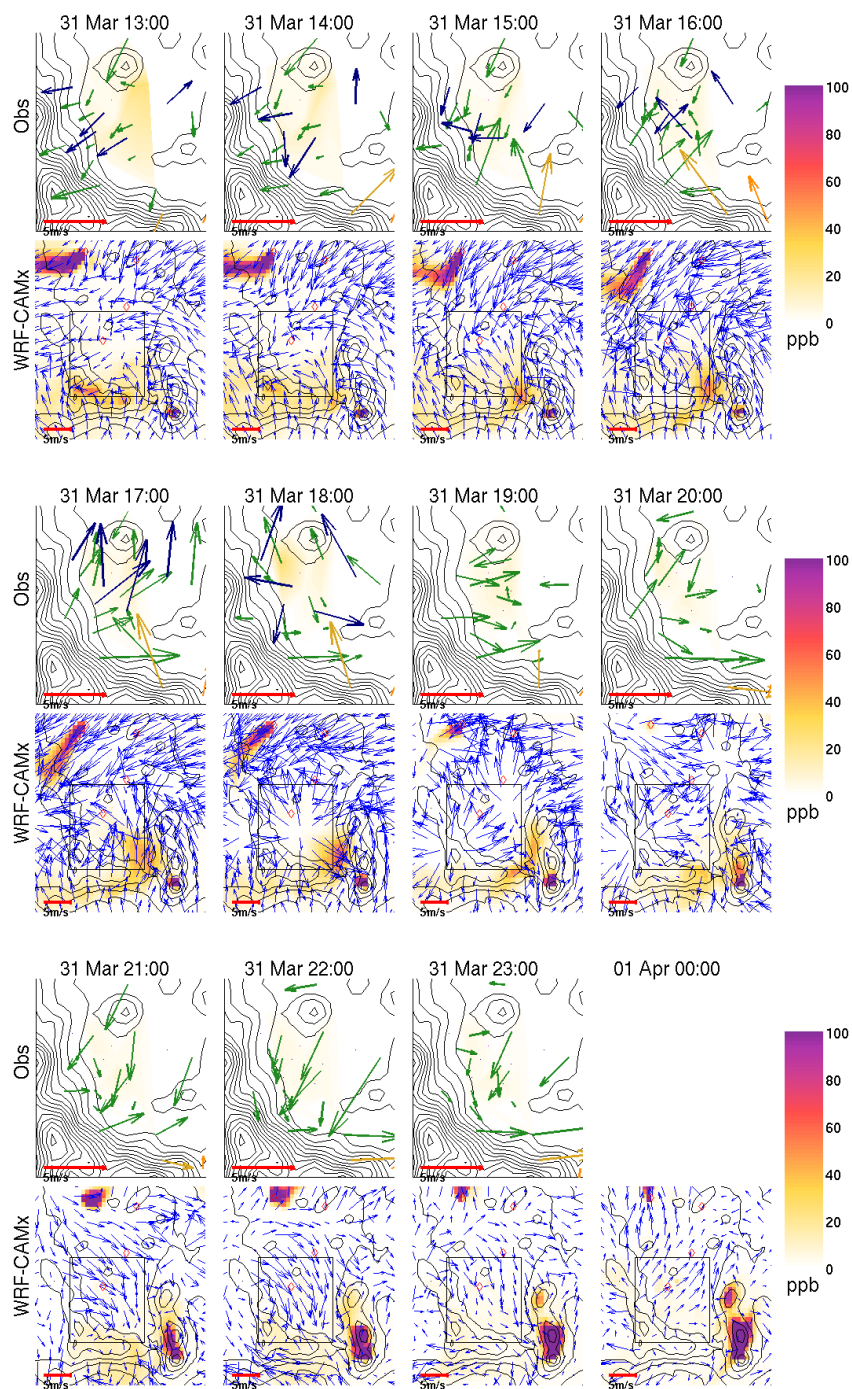 31 Mar 13:00 31 Mar 14:00 31 Mar 15:00 31 Mar 16:00
Obs
5m/s 5m/s 5m/s 5m/s
WRF-CAMx
5m/s 5m/s 5m/s 5m/s
100
80
60
40
20
0
ppb
31 Mar 17:00 31 Mar 18:00 31 Mar 19:00 31 Mar 20:00
Obs
5m/s 5m/s 5m/s 5m/s
WRF-CAMx
5m/s 5m/s 5m/s 5m/s
100
80
60
40
20
0
ppb
31 Mar 21:00 31 Mar 22:00 31 Mar 23:00 01 Apr 00:00
Obs
5m/s 5m/s 5m/s
WRF-CAMx
5m/s 5m/s 5m/s 5m/s
100
80
60
40
20
0
ppb